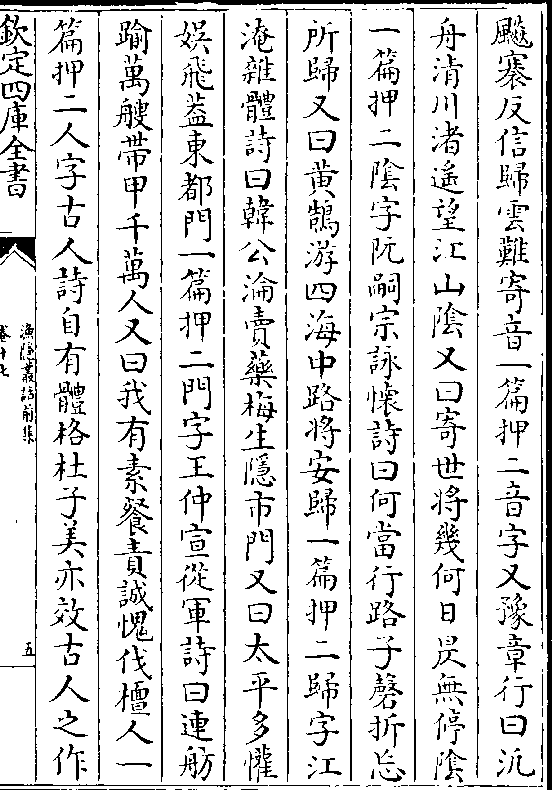 飈褰反信歸雲難寄音一篇押二音字又豫章行曰汎
舟清川渚遙望江山隂又曰寄世將幾何日昃無停隂
一篇押二隂字阮嗣宗詠懷詩曰何當行路子磬折忘
所歸又曰黄鵠游四海中路將安歸一篇押二歸字江
淹雜體詩曰韓公淪賣藥梅生隱市門又曰太平多懽
娯飛葢東都門一篇押二門字王仲宣從軍詩曰連舫
踰萬艘帶甲千萬人又曰我有素餐責誠愧伐檀人一
篇押二人字古人詩自有體格杜子美亦效古人之作
欽定四庫全書
漁隱叢話前集
卷十七
五